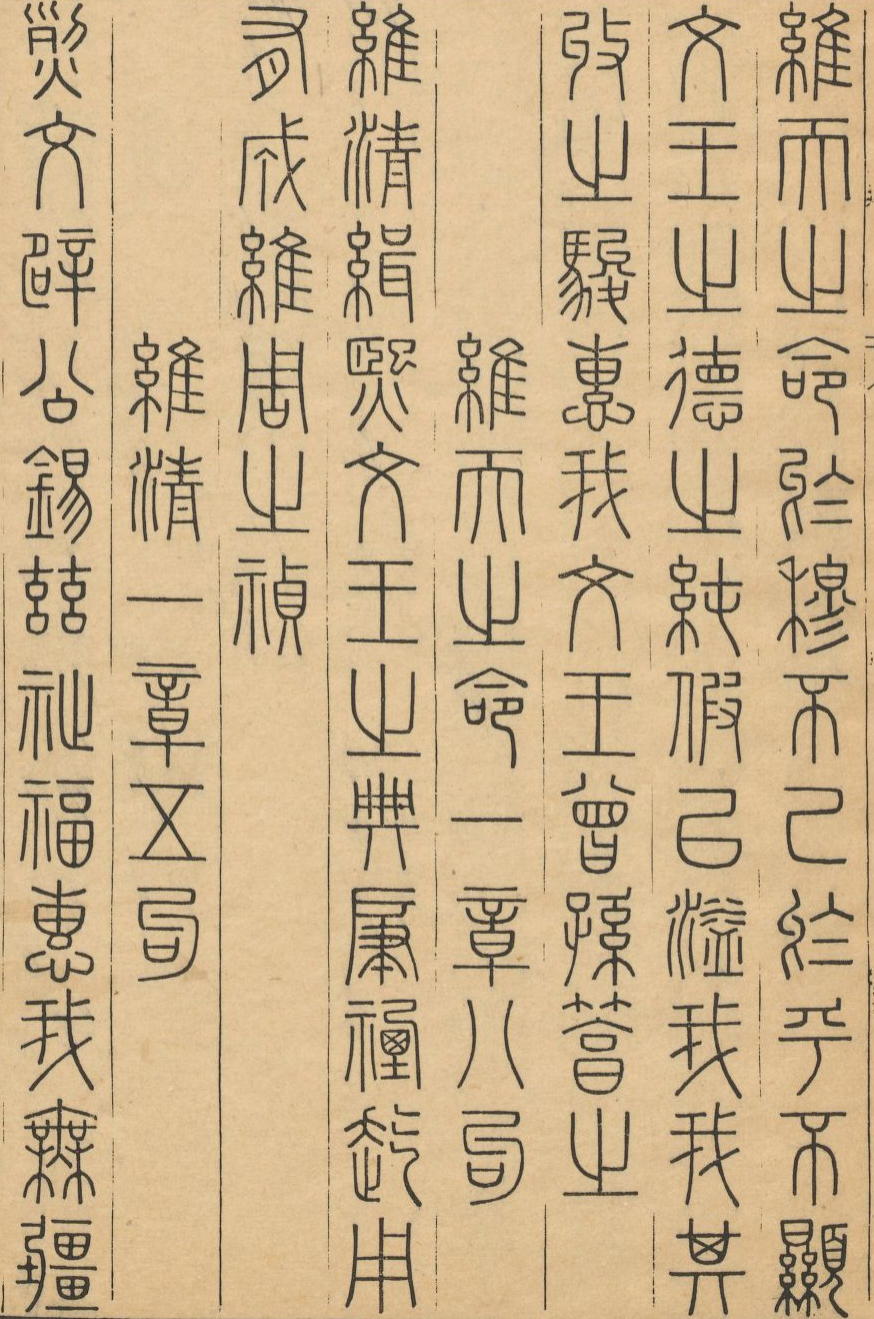 維天之命於穆不已於乎不顯
文王之德之純假以溢我我其
收之駿惠我文王曾孫篤之
維天之命一章八句
維清緝熙文王之典肇禋迄用
有成維周之禎
維清一章五句
烈文辟公錫茲祉福惠我無疆